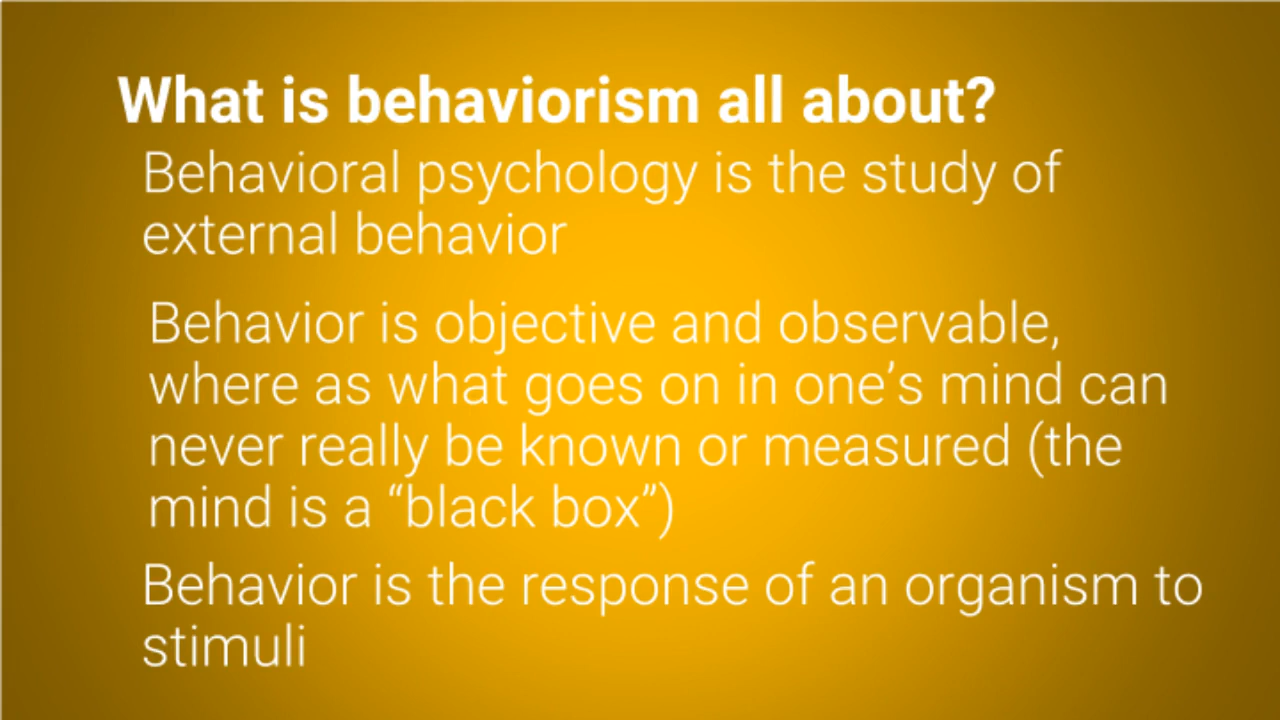 What is behaviorism all about?
Behavioral psychology is the study of
external behavior
Behavior is objective and observable,
where as what goes on in one’s mind can
never really be known or measured (the
mind is a “black box”)
Behavior is the response of an organism to
stimuli